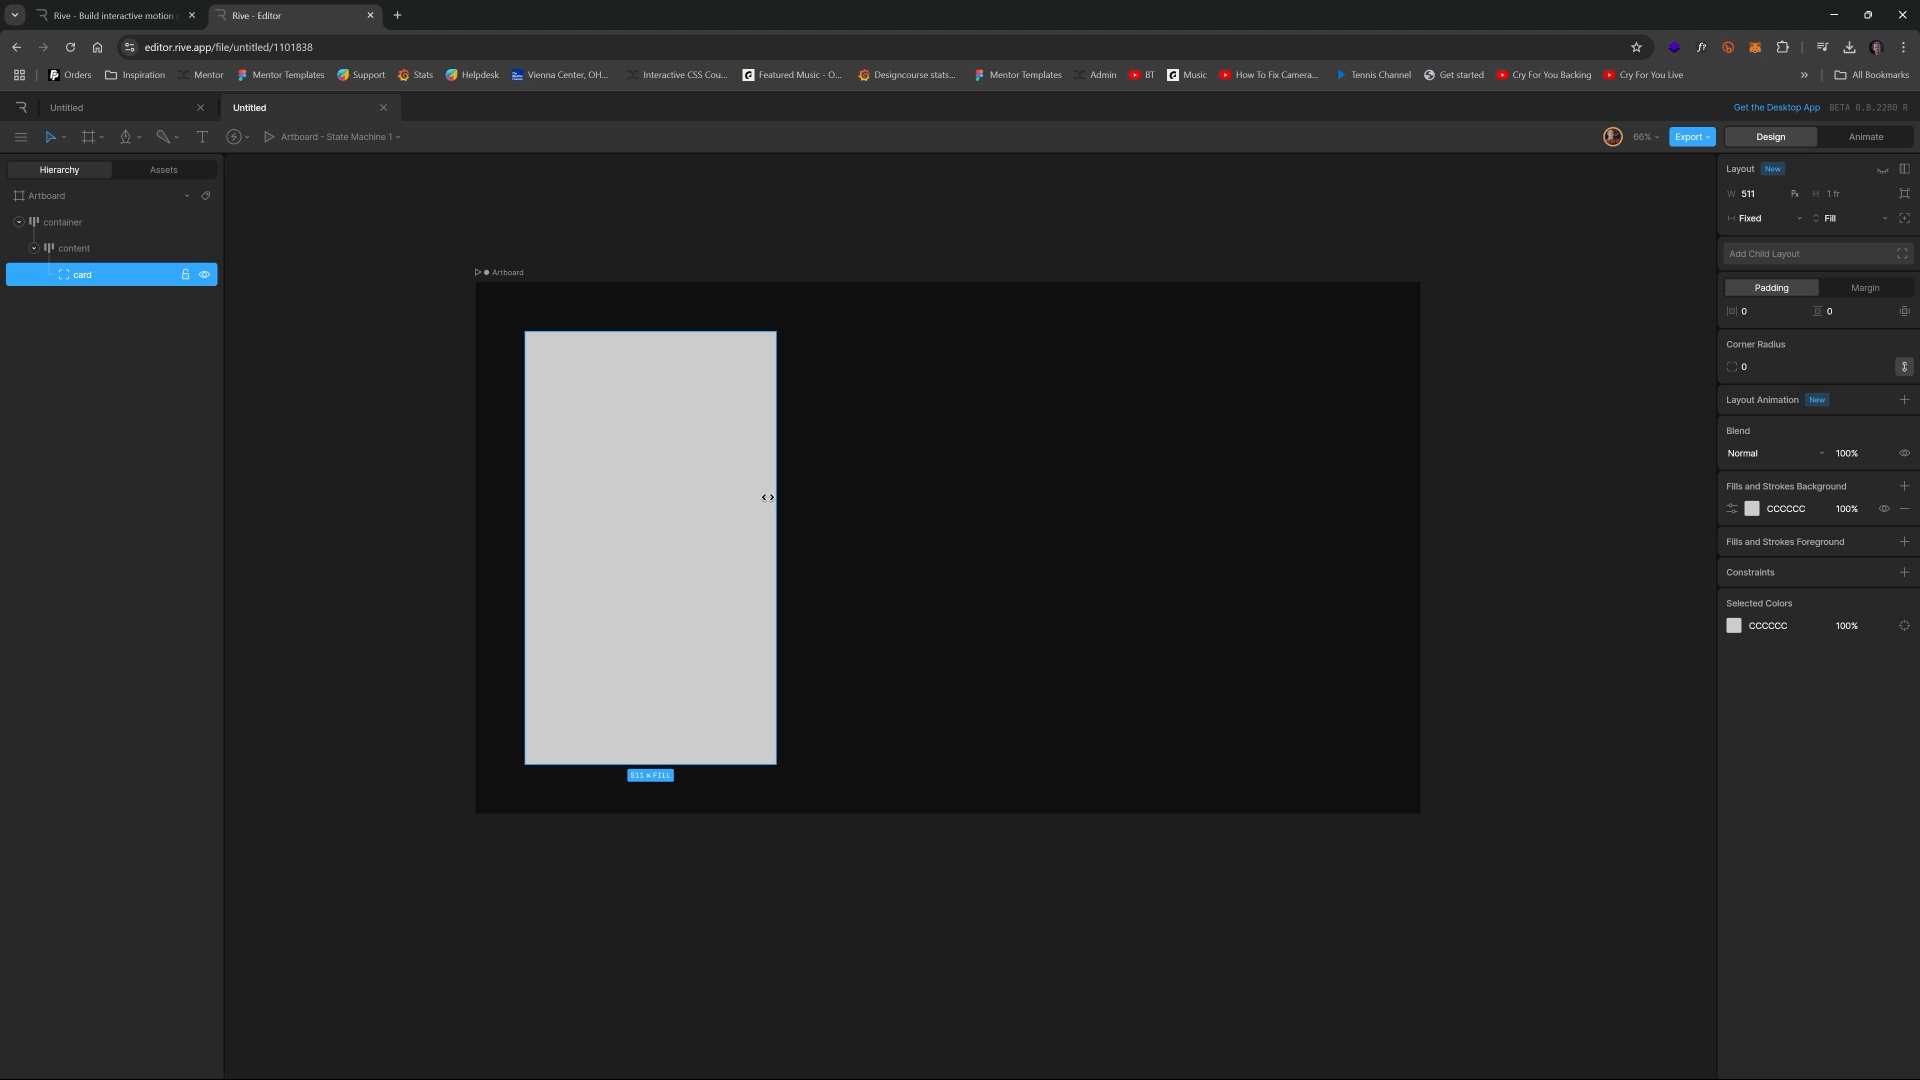 Rive - Build interactive motion
Rive - Editor
editor.rive.app/file/untitled/1101838
Orders
Inspiration
Mentor
Mentor Templates
Support
Stats
Helpdesk
Vienna Center, OH...
Interactive CSS Cou...
Featured Music - O...
Designcourse stats...
Mentor Templates
Admin
BT
Music
How To Fix Camera...
Tennis Channel
Get started
Cry For You Backing
Cry For You Live
All Bookmarks
Untitled
Untitled
Get the Desktop App
BETA 0.8.2280 R
Artboard - State Machine 1
66%
Export
Design
Animate
Hierarchy
Assets
Artboard
container
content
card
Artboard
511 × FILL
Layout New
W 511 Px H 1 fr
Fixed Fill
Add Child Layout
Padding Margin
0 0
Corner Radius
0
Layout Animation New
Blend
Normal 100%
Fills and Strokes Background
CCCCCC 100%
Fills and Strokes Foreground
Constraints
Selected Colors
CCCCCC 100%